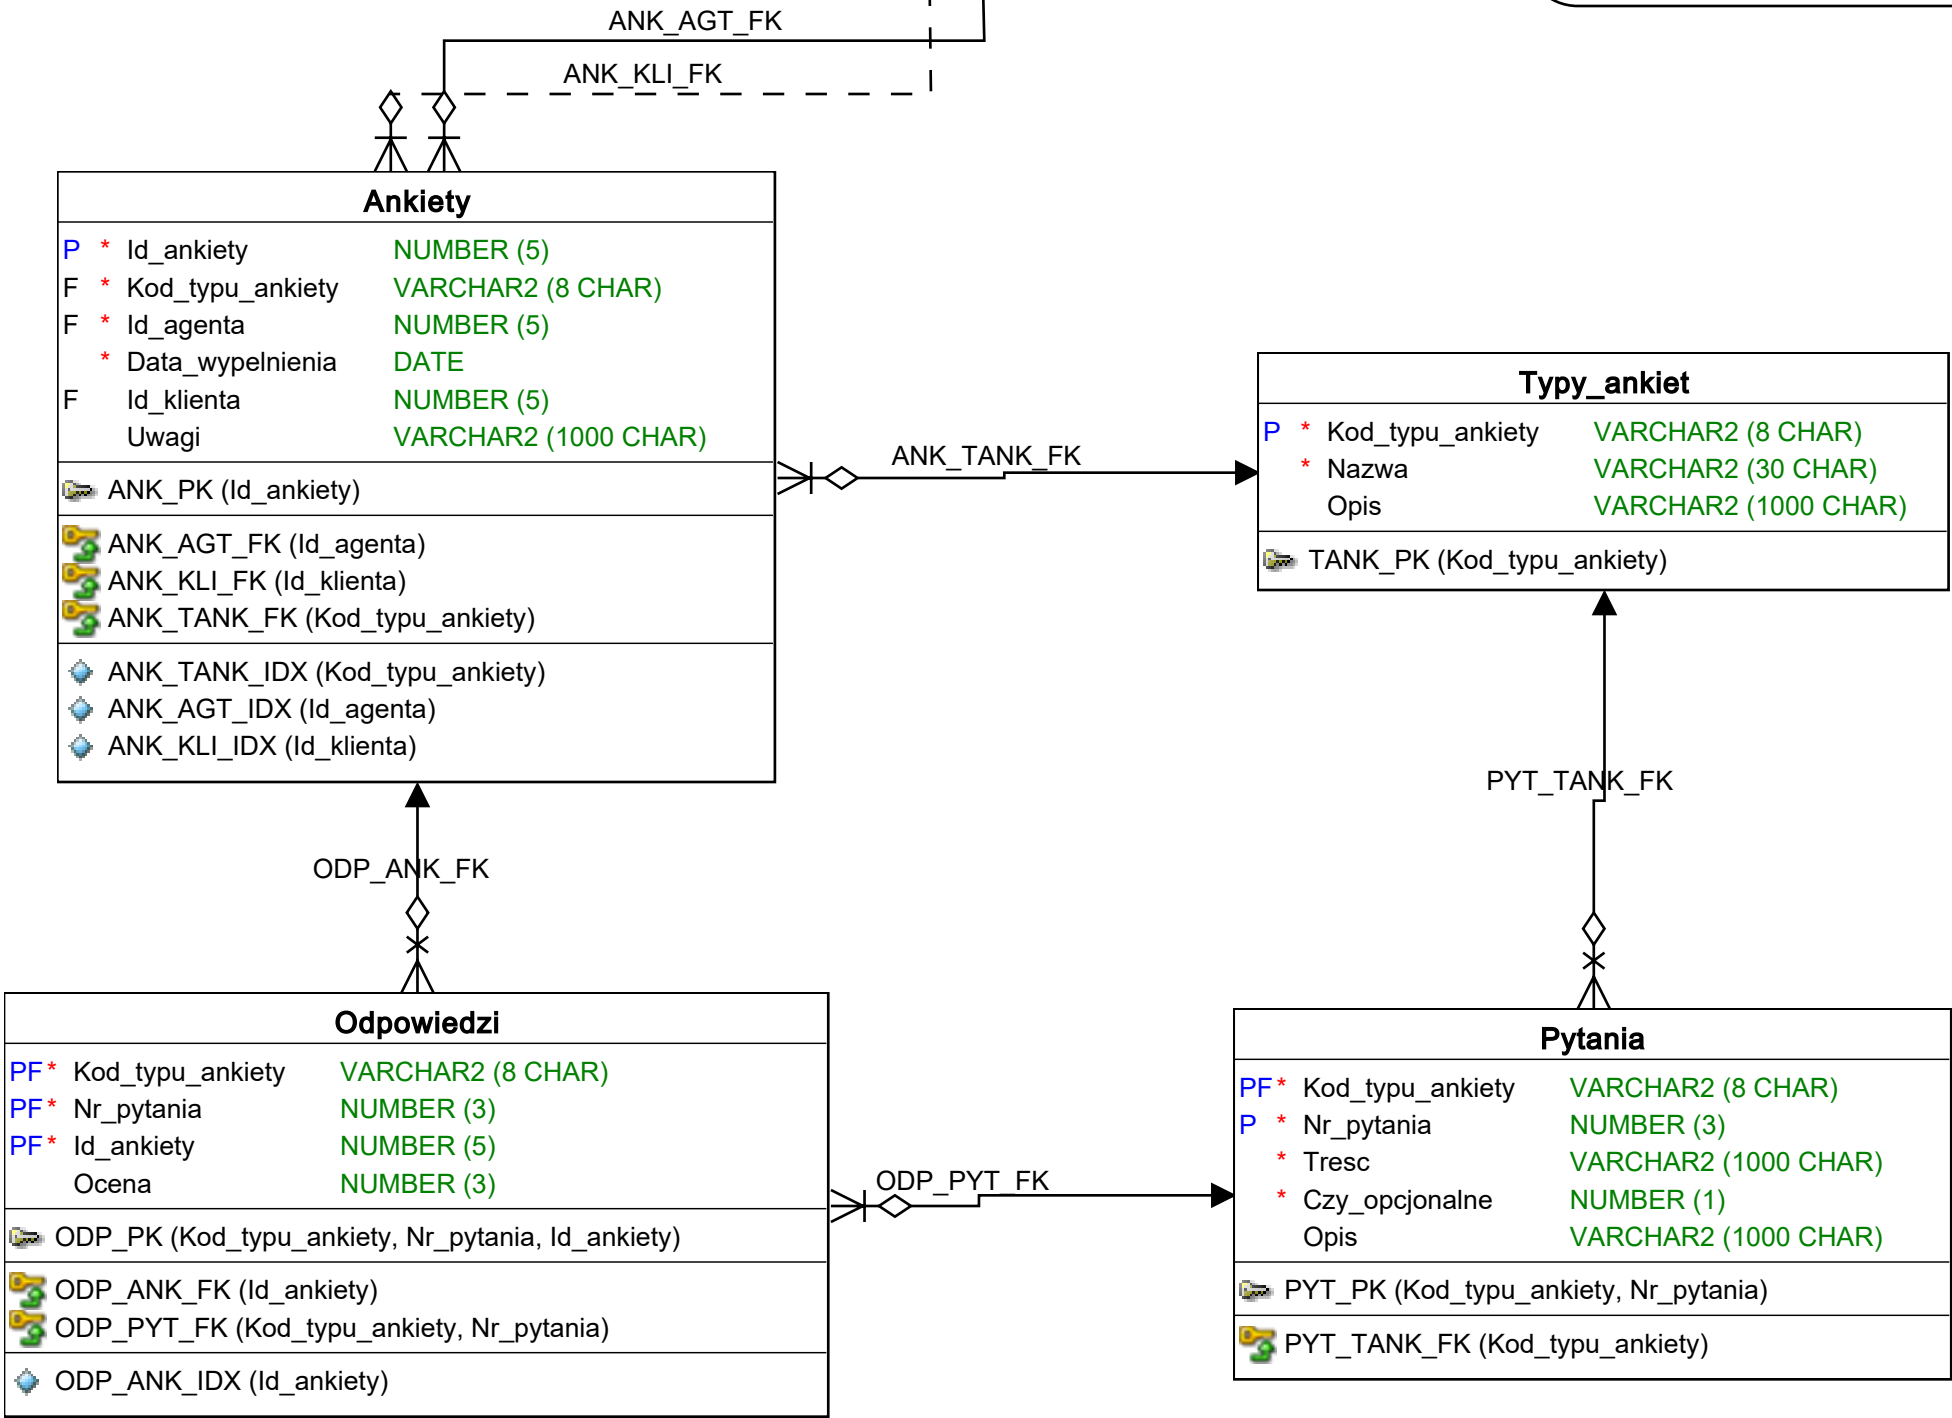 ANK_AGT_FK
ANK_KLI_FK
Ankiety
P * Id_ankiety NUMBER (5)
F * Kod_typu_ankiety VARCHAR2 (8 CHAR)
F * Id_agenta NUMBER (5)
* Data_wypelnienia DATE
F Id_klienta NUMBER (5)
Uwagi VARCHAR2 (1000 CHAR)
ANK_PK (Id_ankiety)
ANK_AGT_FK (Id_agenta)
ANK_KLI_FK (Id_klienta)
ANK_TANK_FK (Kod_typu_ankiety)
ANK_TANK_IDX (Kod_typu_ankiety)
ANK_AGT_IDX (Id_agenta)
ANK_KLI_IDX (Id_klienta)
ANK_TANK_FK
Typy_ankiet
P * Kod_typu_ankiety VARCHAR2 (8 CHAR)
* Nazwa VARCHAR2 (30 CHAR)
Opis VARCHAR2 (1000 CHAR)
TANK_PK (Kod_typu_ankiety)
PYT_TANK_FK
ODP_ANK_FK
Odpowiedzi
PF * Kod_typu_ankiety VARCHAR2 (8 CHAR)
PF * Nr_pytania NUMBER (3)
PF * Id_ankiety NUMBER (5)
Ocena NUMBER (3)
ODP_PK (Kod_typu_ankiety, Nr_pytania, Id_ankiety)
ODP_ANK_FK (Id_ankiety)
ODP_PYT_FK (Kod_typu_ankiety, Nr_pytania)
ODP_ANK_IDX (Id_ankiety)
ODP_PYT_FK
Pytania
PF * Kod_typu_ankiety VARCHAR2 (8 CHAR)
P * Nr_pytania NUMBER (3)
* Tresc VARCHAR2 (1000 CHAR)
* Czy_opcjonalne NUMBER (1)
Opis VARCHAR2 (1000 CHAR)
PYT_PK (Kod_typu_ankiety, Nr_pytania)
PYT_TANK_FK (Kod_typu_ankiety)